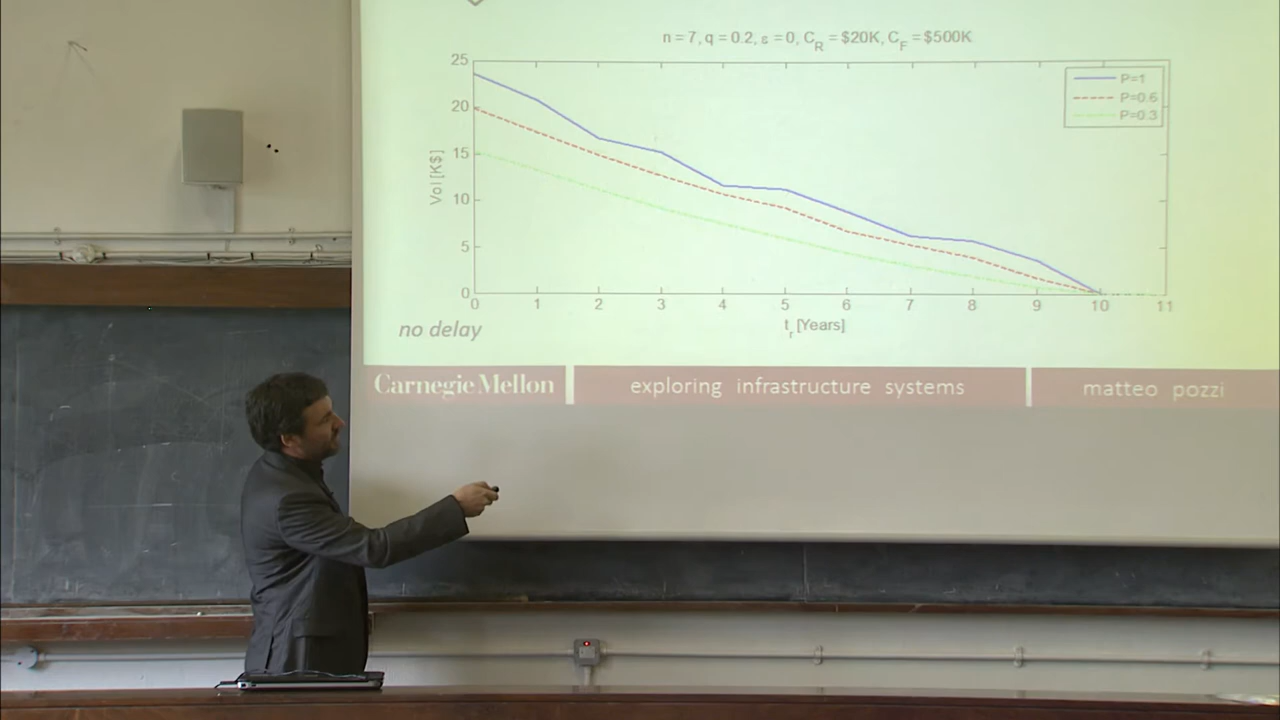 n = 7, q = 0.2, ε = 0, C_R = $20K, C_F = $500K
25
20
15
10
5
0
VoI [K$]
P=1
P=0.6
P=0.3
0 1 2 3 4 5 6 7 8 9 10 11
t_r [Years]
no delay
Carnegie Mellon
exploring infrastructure systems
matteo pozzi